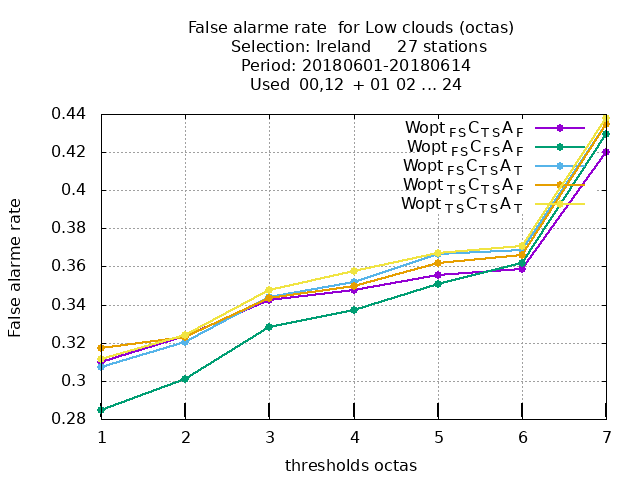 False alarme rate  for Low clouds (octas)
Selection: Ireland     27 stations
Period: 20180601-20180614
Used  00,12  + 01 02 ... 24
Wopt FS C TS A F
Wopt FS C FS A F
Wopt FS C TS A T
Wopt TS C TS A F
Wopt TS C TS A T
False alarme rate
0.44
0.42
0.4
0.38
0.36
0.34
0.32
0.3
0.28
1 2 3 4 5 6 7
thresholds octas